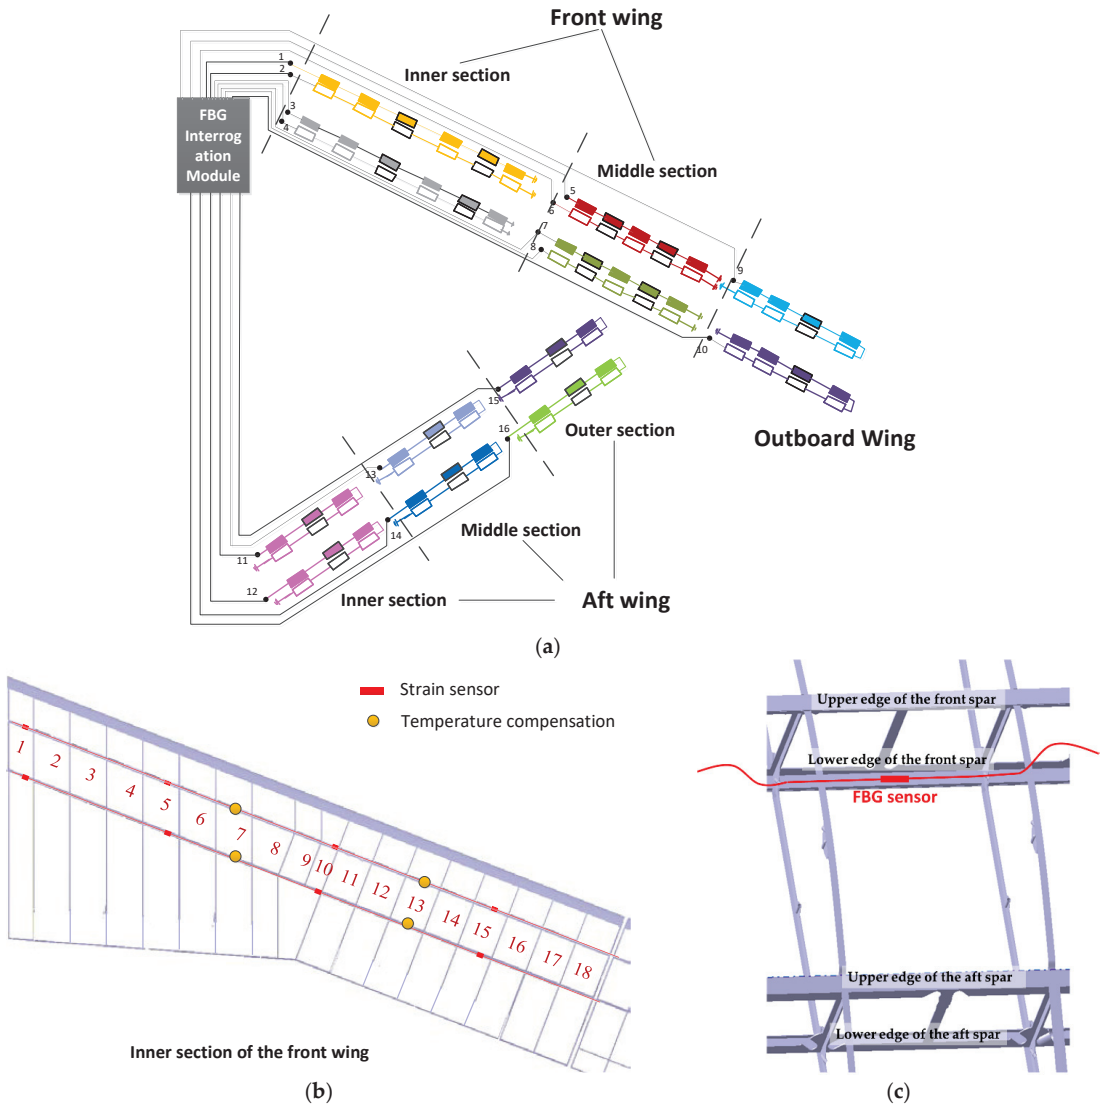 Front wing
Inner section
Middle section
FBG
Interrog
ation
Module
1
2
3
4
5
6
7
8
9
10
15
16
13
14
11
12
Outer section
Outboard Wing
Middle section
Inner section
Aft wing
(a)
Strain sensor
Temperature compensation
1
2
3
4
5
6
7
8
9
10
11
12
13
14
15
16
17
18
Inner section of the front wing
(b)
Upper edge of the front spar
Lower edge of the front spar
FBG sensor
Upper edge of the aft spar
Lower edge of the aft spar
(c)